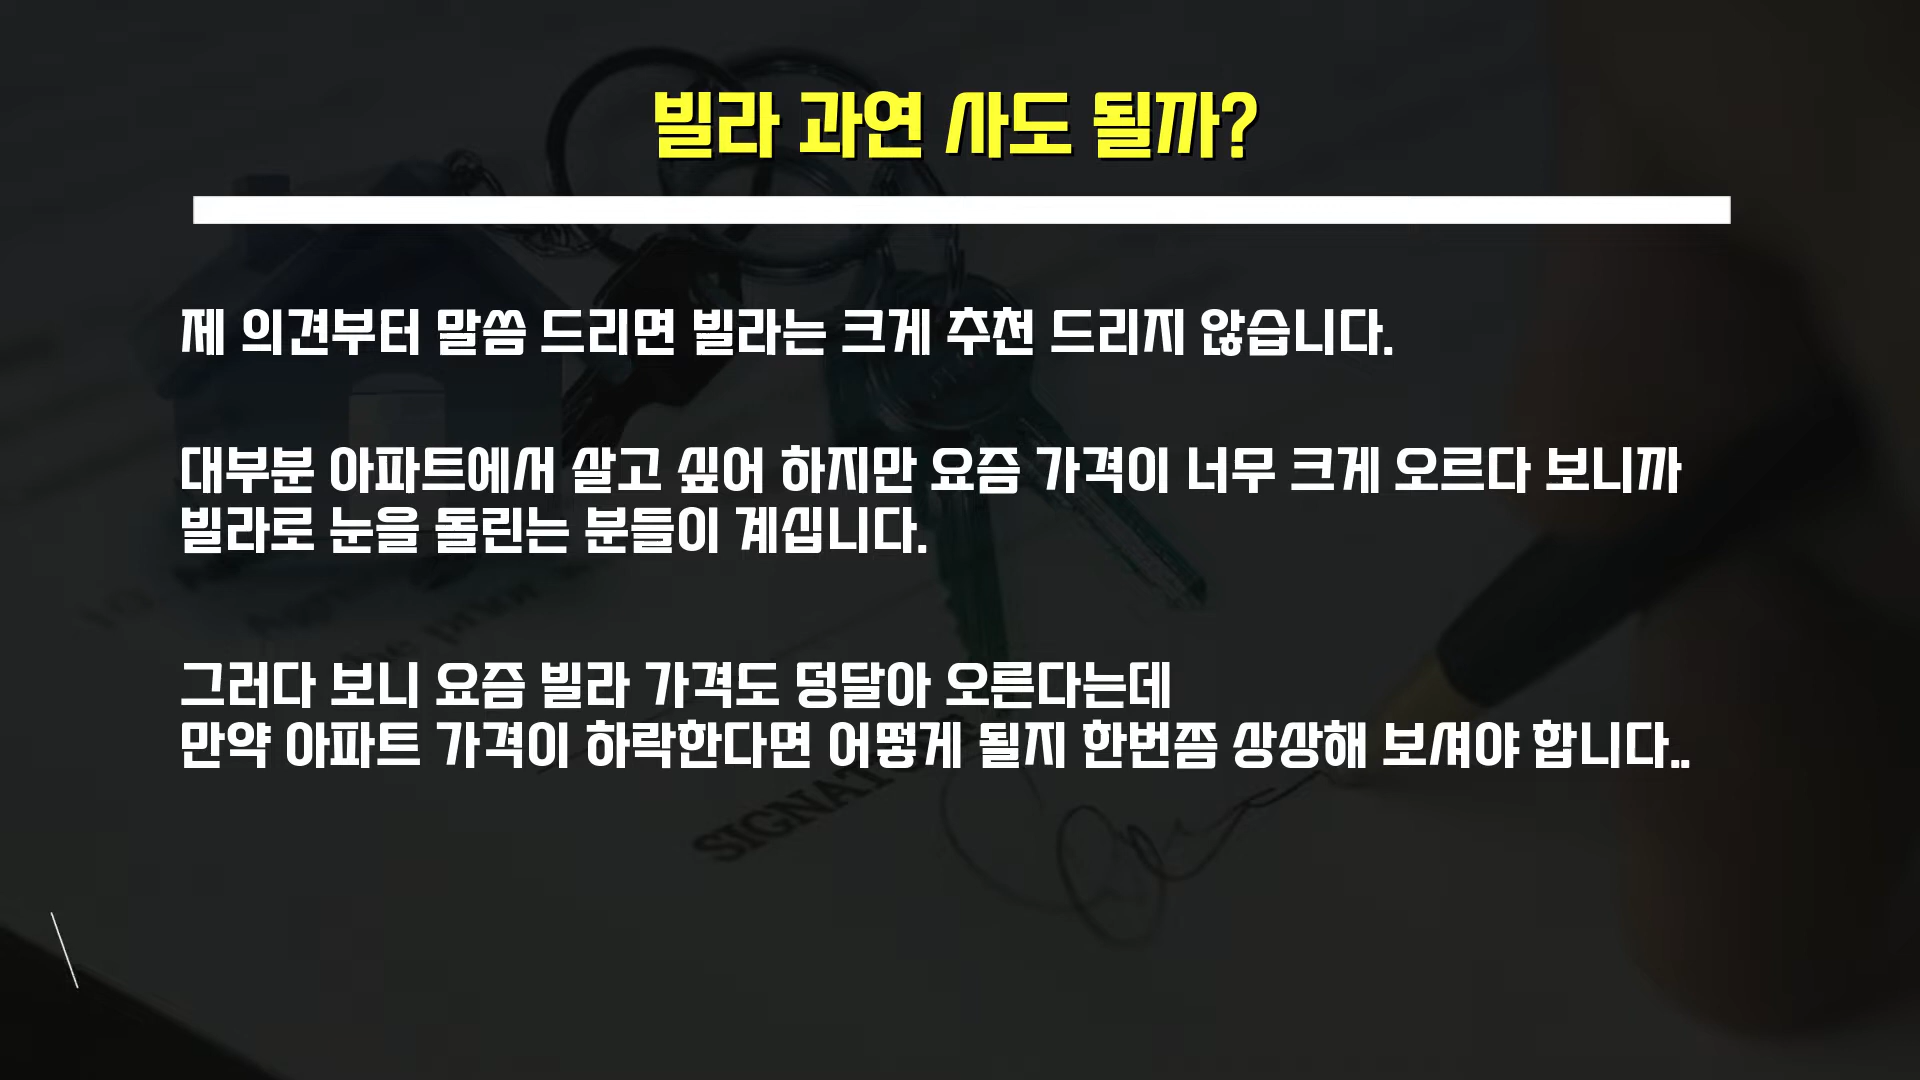 빌라 과연 사도 될까?
제 의견부터 말씀 드리면 빌라는 크게 추천 드리지 않습니다.
대부분 아파트에서 살고 싶어 하지만 요즘 가격이 너무 크게 오르다 보니까
빌라로 눈을 돌린는 분들이 계십니다.
그러다 보니 요즘 빌라 가격도 덩달아 오른다는데
만약 아파트 가격이 하락한다면 어떻게 될지 한번쯤 상상해 보셔야 합니다..